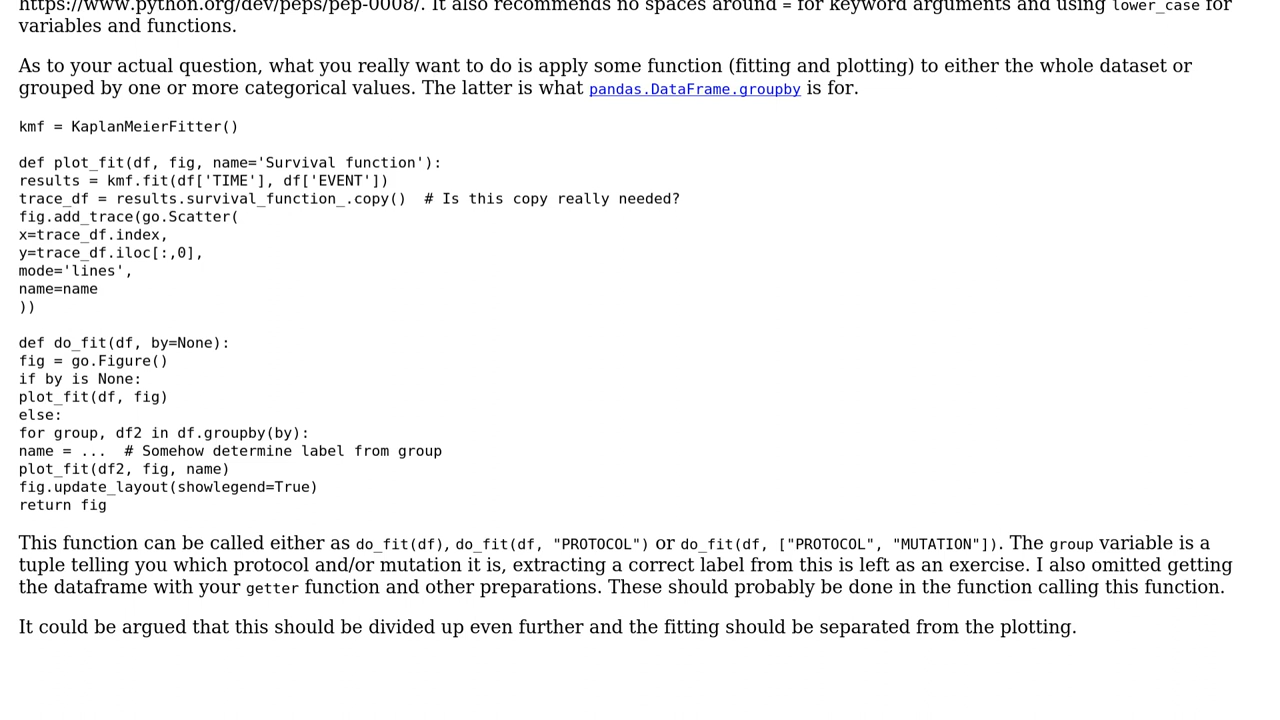 https://www.python.org/dev/peps/pep-0008/. It also recommends no spaces around = for keyword arguments and using lower_case for
variables and functions.
As to your actual question, what you really want to do is apply some function (fitting and plotting) to either the whole dataset or
grouped by one or more categorical values. The latter is what pandas.DataFrame.groupby is for.
kmf = KaplanMeierFitter()
def plot_fit(df, fig, name='Survival function'):
results = kmf.fit(df['TIME'], df['EVENT'])
trace_df = results.survival_function_.copy()  # Is this copy really needed?
fig.add_trace(go.Scatter(
x=trace_df.index,
y=trace_df.iloc[:,0],
mode='lines',
name=name
))
def do_fit(df, by=None):
fig = go.Figure()
if by is None:
plot_fit(df, fig)
else:
for group, df2 in df.groupby(by):
name = ...  # Somehow determine label from group
plot_fit(df2, fig, name)
fig.update_layout(showlegend=True)
return fig
This function can be called either as do_fit(df), do_fit(df, "PROTOCOL") or do_fit(df, ["PROTOCOL", "MUTATION"]). The group variable is a
tuple telling you which protocol and/or mutation it is, extracting a correct label from this is left as an exercise. I also omitted getting
the dataframe with your getter function and other preparations. These should probably be done in the function calling this function.
It could be argued that this should be divided up even further and the fitting should be separated from the plotting.